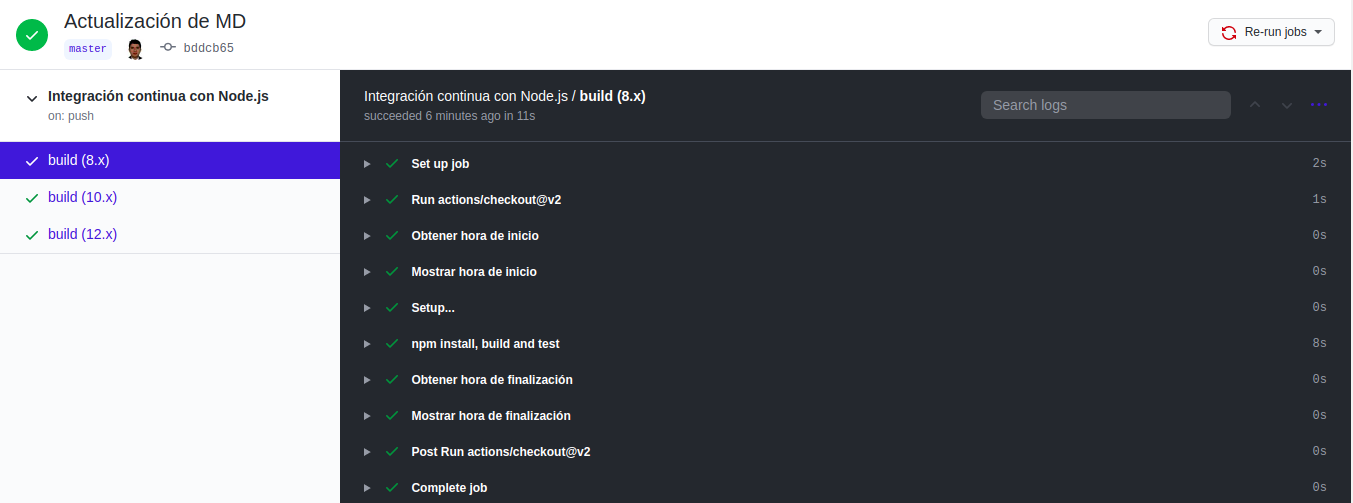 Actualización de MD
master bddcb65
Re-run jobs
Integración continua con Node.js
on: push
build (8.x)
build (10.x)
build (12.x)
Integración continua con Node.js / build (8.x)
succeeded 6 minutes ago in 11s
Search logs
Set up job 2s
Run actions/checkout@v2 1s
Obtener hora de inicio 0s
Mostrar hora de inicio 0s
Setup... 0s
npm install, build and test 8s
Obtener hora de finalización 0s
Mostrar hora de finalización 0s
Post Run actions/checkout@v2 0s
Complete job 0s